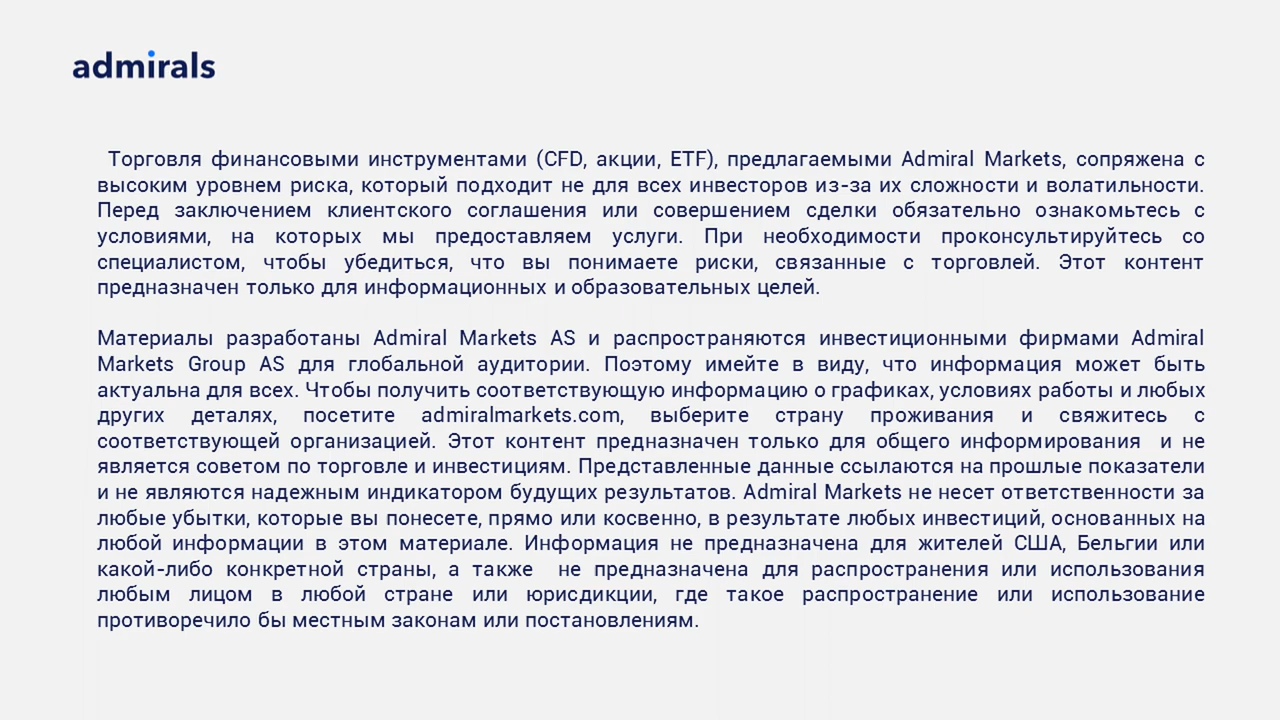 admirals
Торговля финансовыми инструментами (CFD, акции, ETF), предлагаемыми Admiral Markets, сопряжена с
высоким уровнем риска, который подходит не для всех инвесторов из-за их сложности и волатильности.
Перед заключением клиентского соглашения или совершением сделки обязательно ознакомьтесь с
условиями, на которых мы предоставляем услуги. При необходимости проконсультируйтесь со
специалистом, чтобы убедиться, что вы понимаете риски, связанные с торговлей. Этот контент
предназначен только для информационных и образовательных целей.
Материалы разработаны Admiral Markets AS и распространяются инвестиционными фирмами Admiral
Markets Group AS для глобальной аудитории. Поэтому имейте в виду, что информация может быть
актуальна для всех. Чтобы получить соответствующую информацию о графиках, условиях работы и любых
других деталях, посетите admiralmarkets.com, выберите страну проживания и свяжитесь с
соответствующей организацией. Этот контент предназначен только для общего информирования и не
является советом по торговле и инвестициям. Представленные данные ссылаются на прошлые показатели
и не являются надежным индикатором будущих результатов. Admiral Markets не несет ответственности за
любые убытки, которые вы понесете, прямо или косвенно, в результате любых инвестиций, основанных на
любой информации в этом материале. Информация не предназначена для жителей США, Бельгии или
какой-либо конкретной страны, а также не предназначена для распространения или использования
любым лицом в любой стране или юрисдикции, где такое распространение или использование
противоречило бы местным законам или постановлениям.